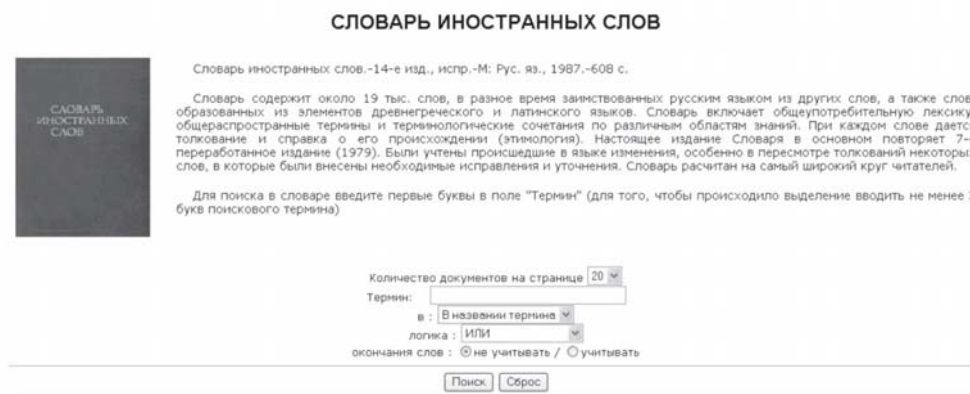 СЛОВАРЬ ИНОСТРАННЫХ СЛОВ
СЛОВАРЬ
ИНОСТРАННЫХ
СЛОВ
Словарь иностранных слов.-14-е изд., испр.-М: Рус. яз., 1987.-608 с.
Словарь содержит около 19 тыс. слов, в разное время заимствованных русским языком из других слов, а также слов
образованных из элементов древнегреческого и латинского языков. Словарь включает общеупотребительную лексику
общераспространные термины и терминологические сочетания по различным областям знаний. При каждом слове даетс
толкование и справка о его происхождении (этимология). Настоящее издание Словаря в основном повторяет 7-
переработанное издание (1979). Были учтены происшедшие в языке изменения, особенно в пересмотре толкований некоторы
слов, в которые были внесены необходимые исправления и уточнения. Словарь расчитан на самый широкий круг читателей.
Для поиска в словаре введите первые буквы в поле "Термин" (для того, чтобы происходило выделение вводить не менее
букв поискового термина)
Количество документов на странице 20
Термин:
в : В названии термина
логика : ИЛИ
окончания слов : не учитывать / учитывать
Поиск Сброс